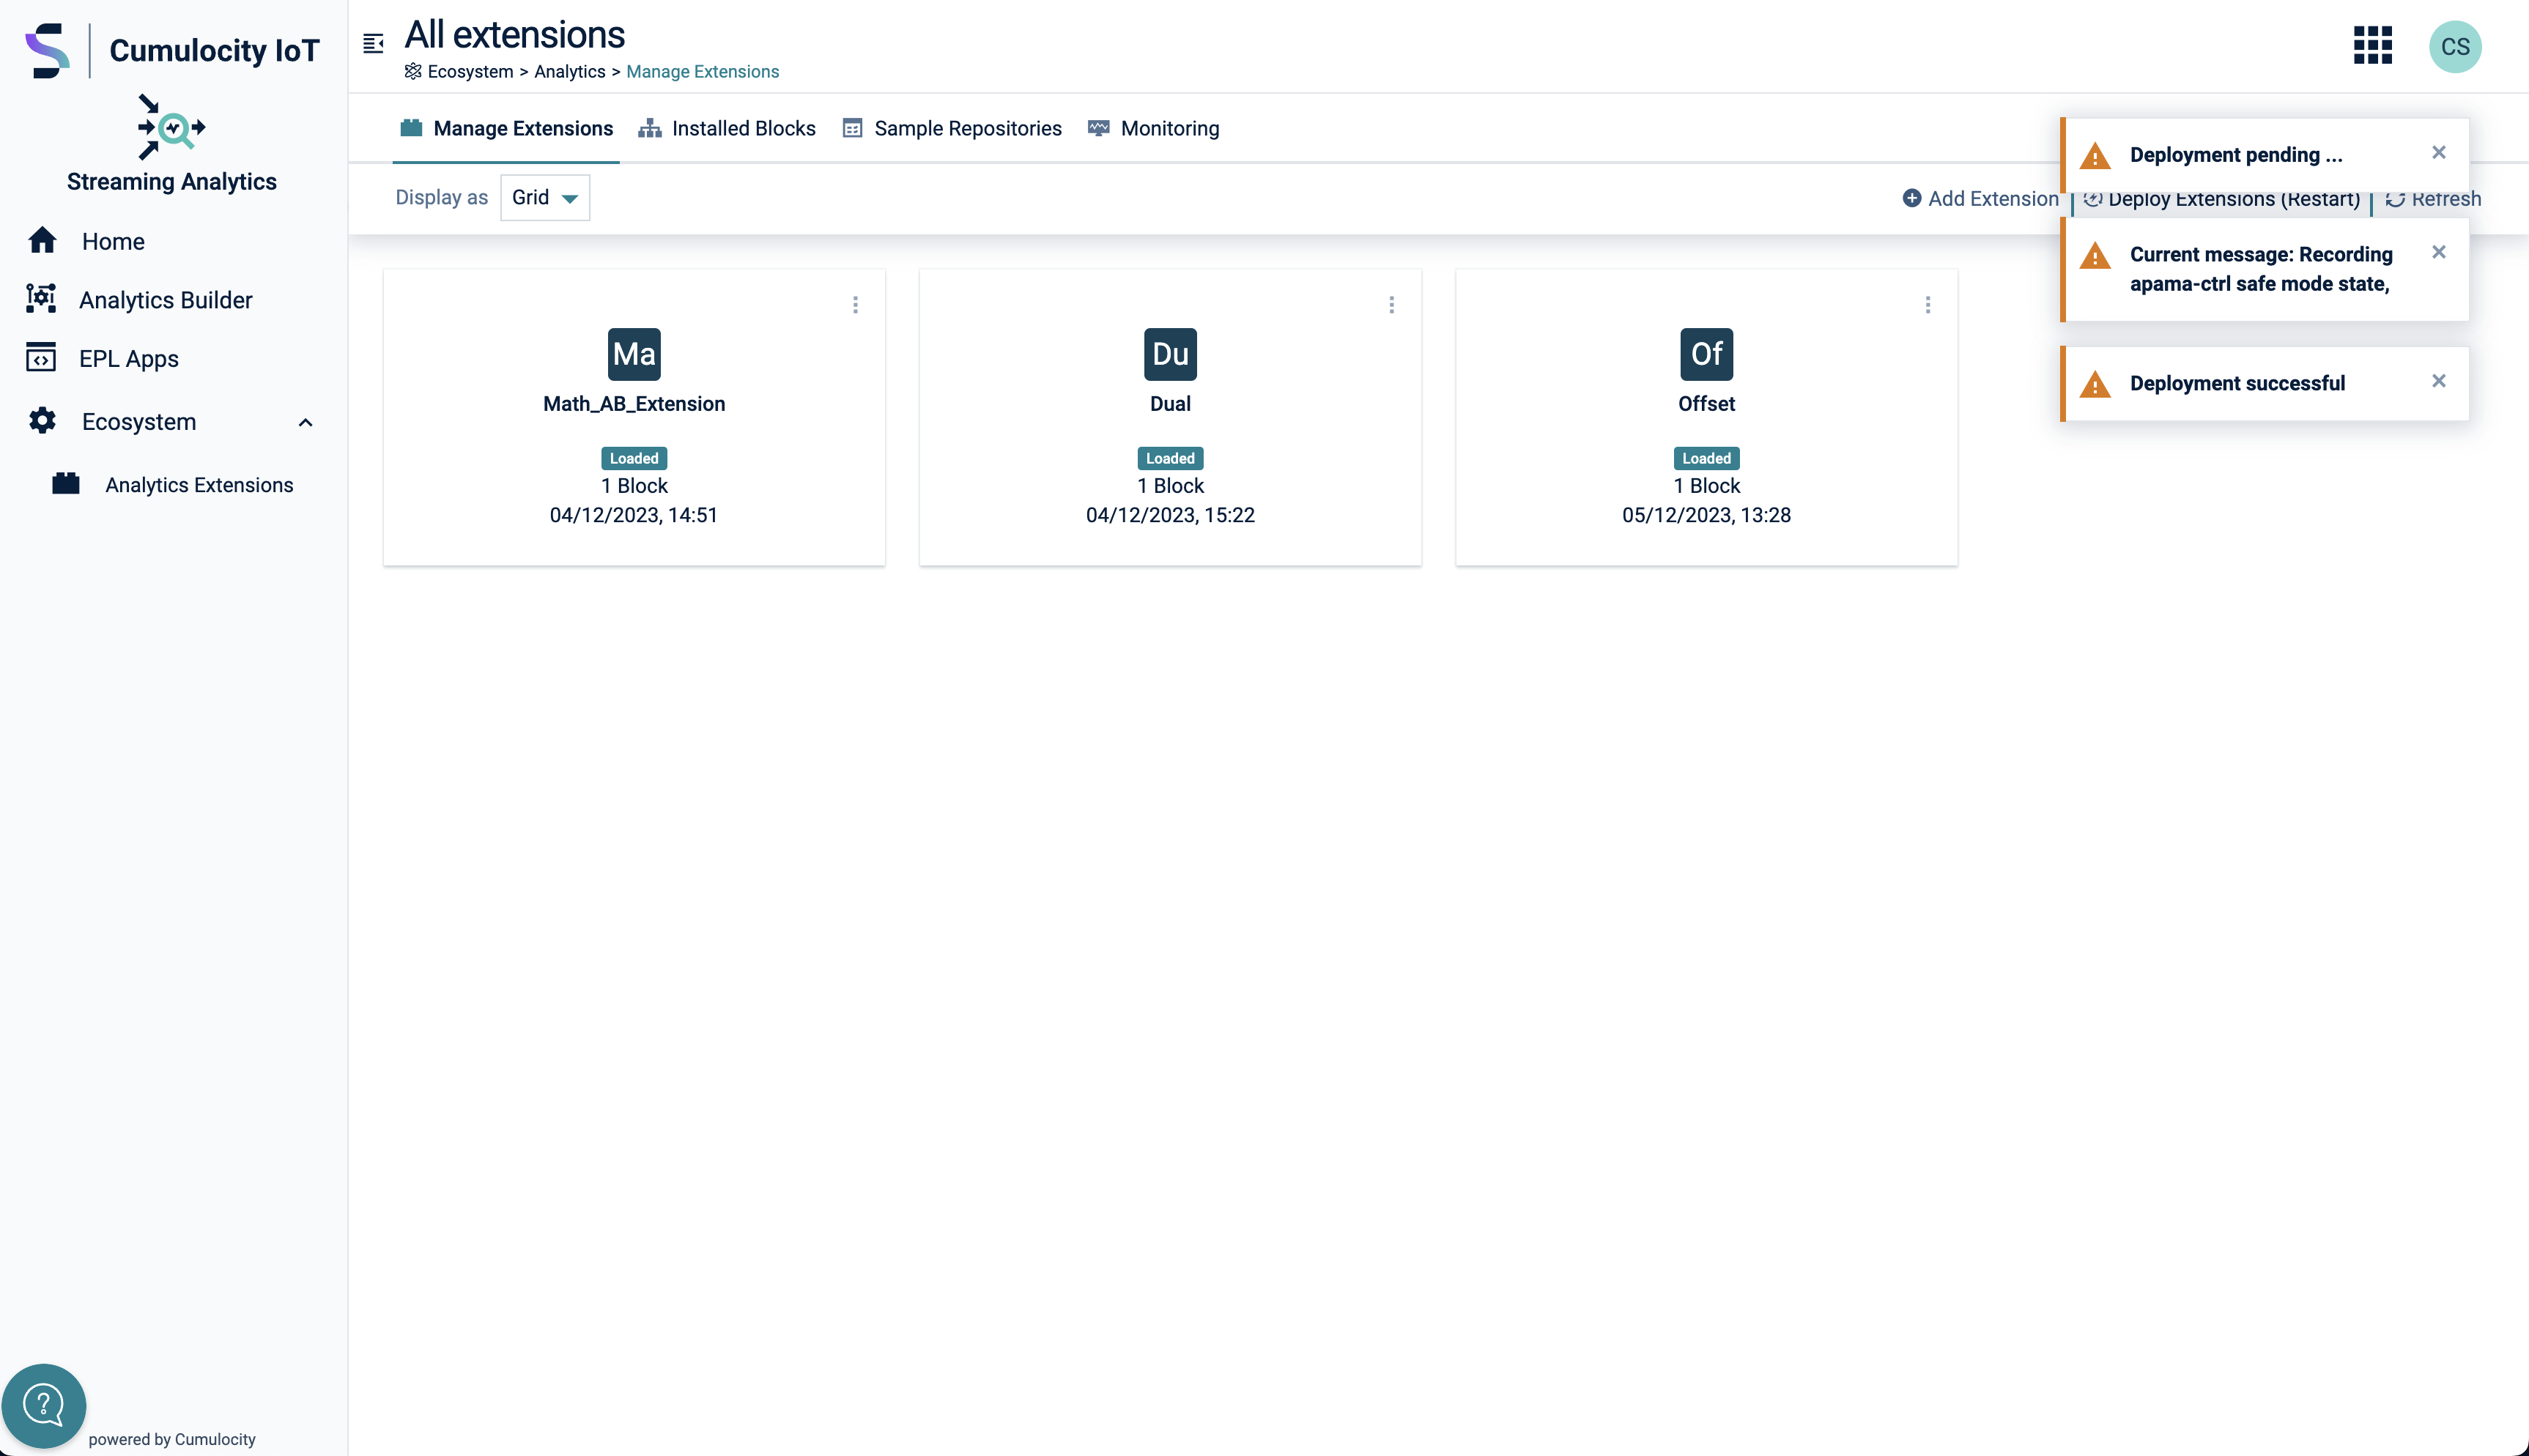 Cumulocity IoT
Streaming Analytics
Home
Analytics Builder
EPL Apps
Ecosystem
Analytics Extensions
powered by Cumulocity
All extensions
Ecosystem > Analytics > Manage Extensions
CS
Manage Extensions
Installed Blocks
Sample Repositories
Monitoring
Display as
Grid
Add Extension
Deploy Extensions (Restart)
Refresh
Deployment pending ...
Current message: Recording
apama-ctrl safe mode state,
Deployment successful
Ma
Math_AB_Extension
Loaded
1 Block
04/12/2023, 14:51
Du
Dual
Loaded
1 Block
04/12/2023, 15:22
Of
Offset
Loaded
1 Block
05/12/2023, 13:28